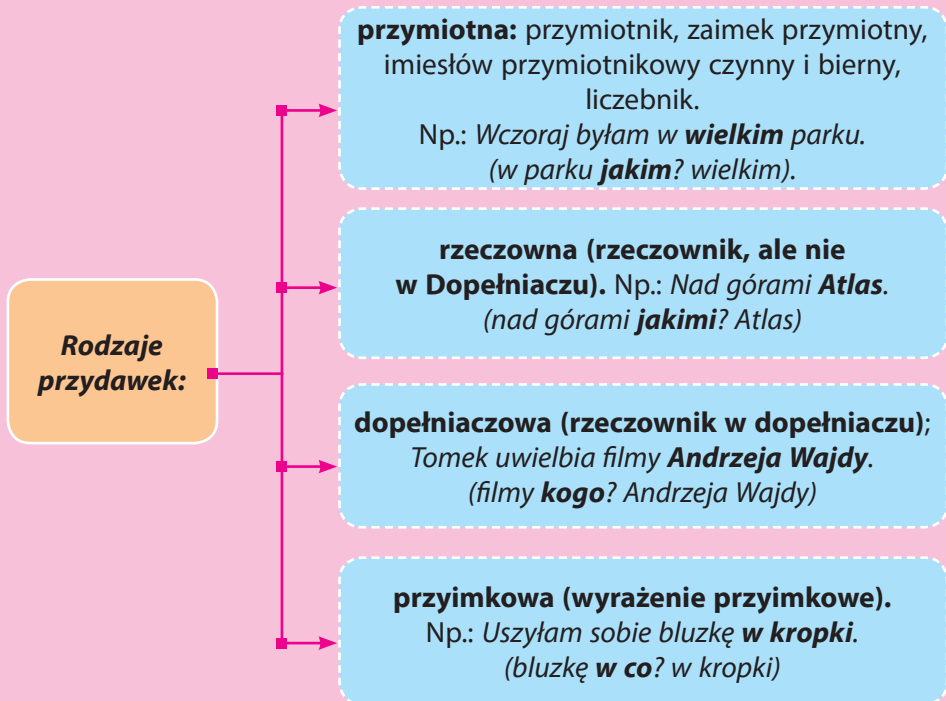 Rodzaje
przydawek:
przymiotna: przymiotnik, zaimek przymiotny,
imiesłów przymiotnikowy czynny i bierny,
liczebnik.
Np.: Wczoraj byłam w wielkim parku.
(w parku jakim? wielkim).
rzeczowna (rzeczownik, ale nie
w Dopełniaczu). Np.: Nad górami Atlas.
(nad górami jakimi? Atlas)
dopełniaczowa (rzeczownik w dopełniaczu);
Tomek uwielbia filmy Andrzeja Wajdy.
(filmy kogo? Andrzeja Wajdy)
przyimkowa (wyrażenie przyimkowe).
Np.: Uszyłam sobie bluzkę w kropki.
(bluzkę w co? w kropki)